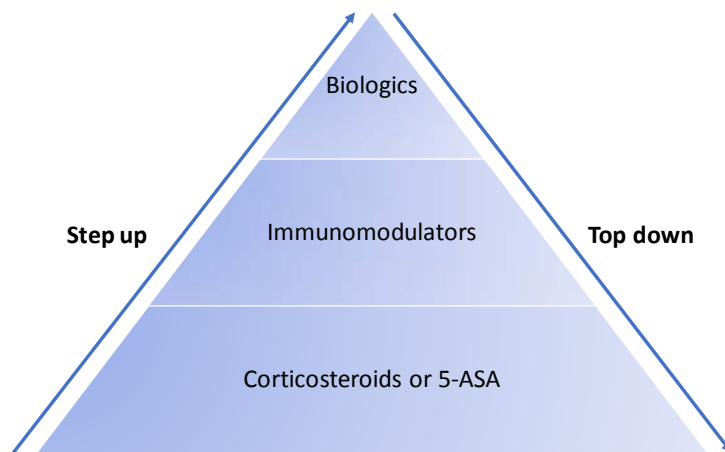 Biologics
Step up
Immunomodulators
Top down
Corticosteroids or 5-ASA